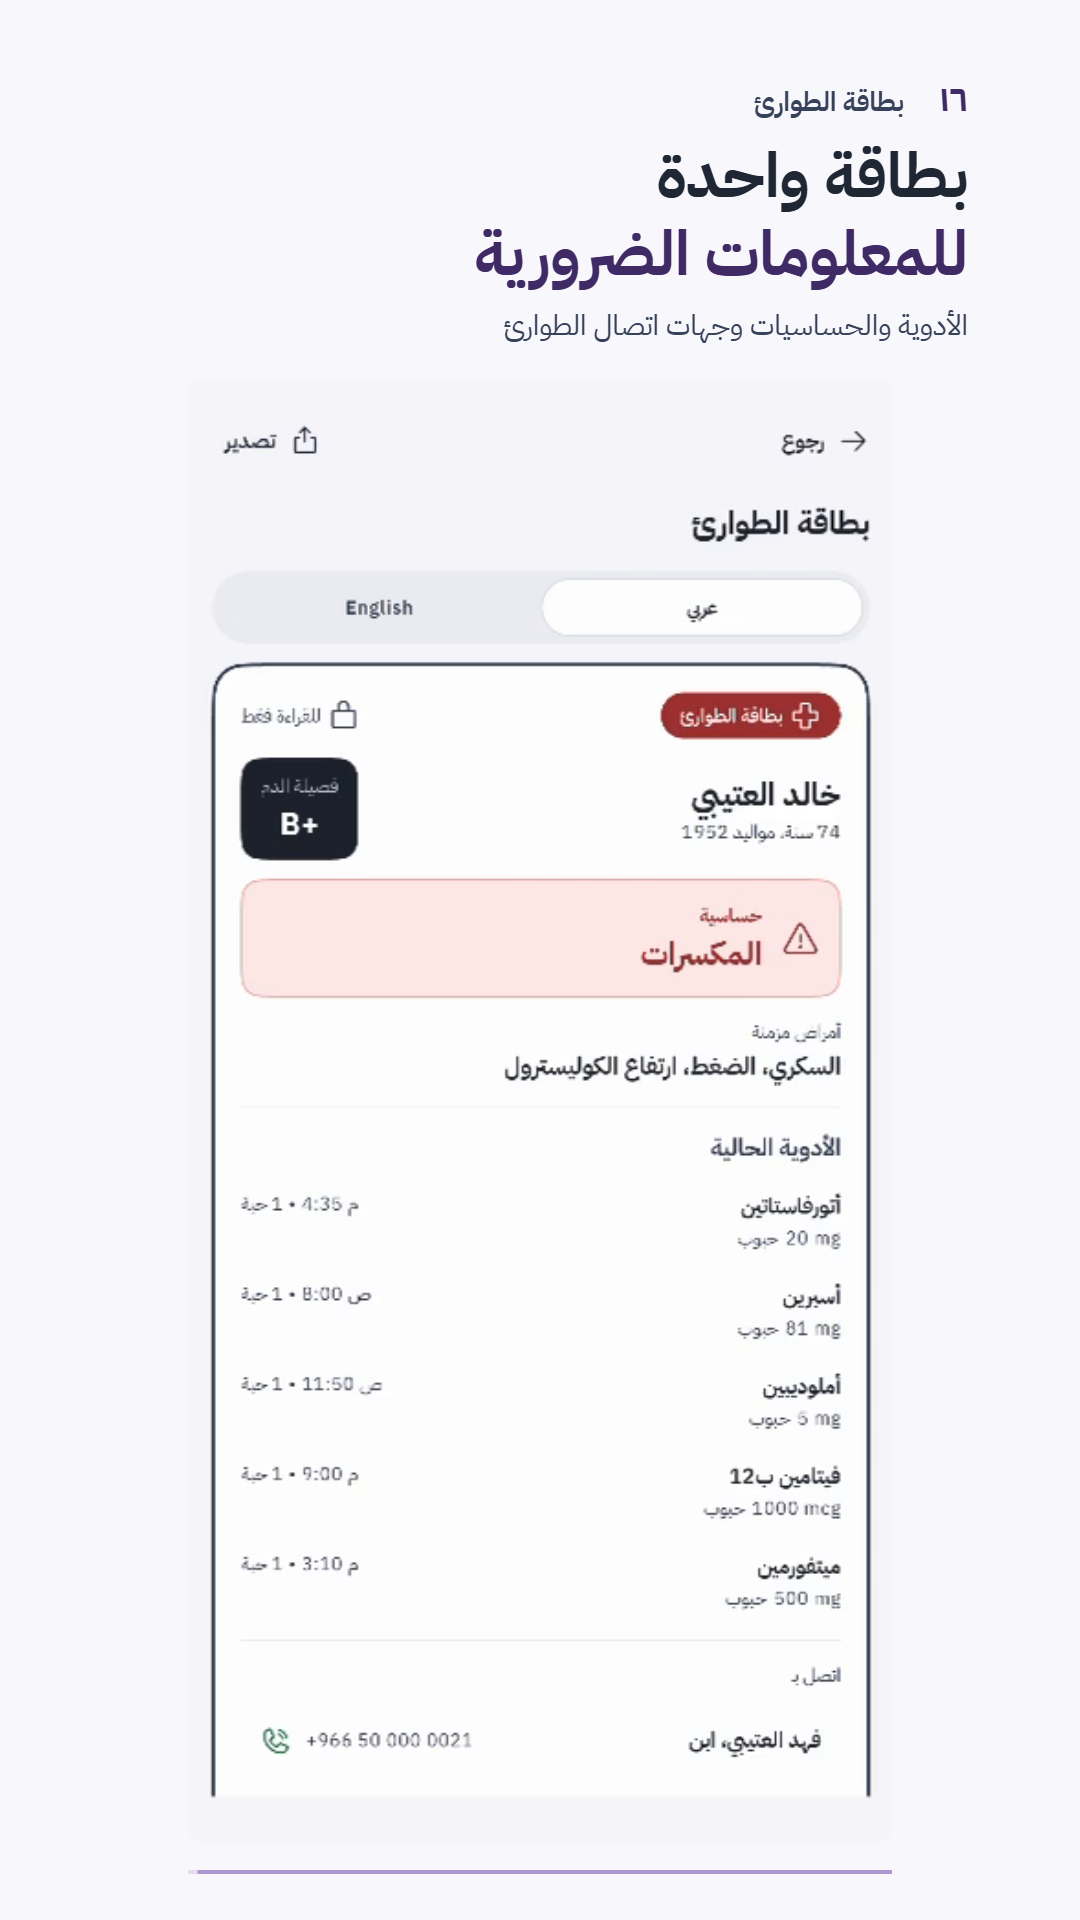 ١٦ بطاقة الطوارئ
بطاقة واحدة
للمعلومات الضرورية
الأدوية والحساسيات وجهات اتصال الطوارئ
رجوع
تصدير
بطاقة الطوارئ
عربي
English
بطاقة الطوارئ
للقراءة فقط
خالد العتيبي
74 سنة، مواليد 1952
فصيلة الدم
B+
حساسية
المكسرات
أمراض مزمنة
السكري، الضغط، ارتفاع الكوليسترول
الأدوية الحالية
أتورفاستاتين
20 mg حبوب
4:35 م • 1 حبة
أسبرين
81 mg حبوب
8:00 ص • 1 حبة
أملوديبين
5 mg حبوب
11:50 ص • 1 حبة
فيتامين ب12
1000 mcg حبوب
9:00 م • 1 حبة
ميتفورمين
500 mg حبوب
3:10 م • 1 حبة
اتصل بـ
فهد العتيبي، ابن
+966 50 000 0021